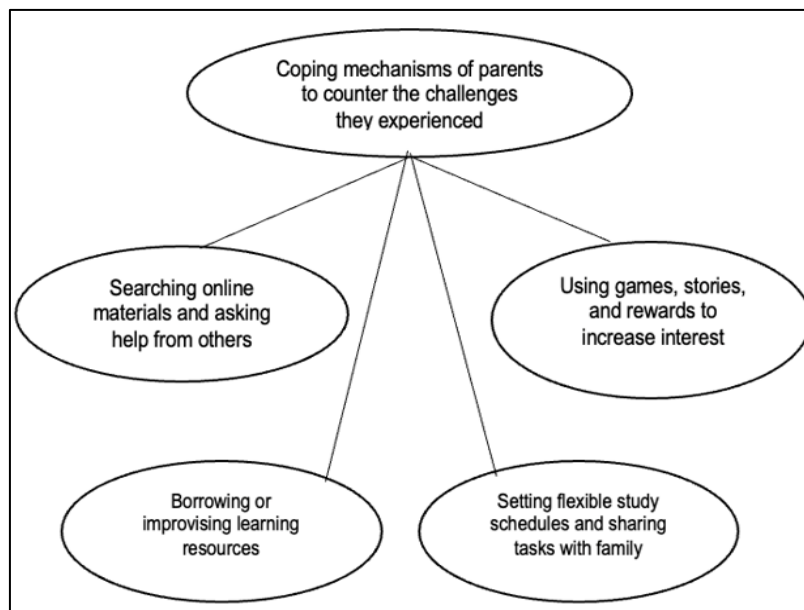 Coping mechanisms of parents
to counter the challenges
they experienced
Searching online
materials and asking
help from others
Using games, stories,
and rewards to
increase interest
Borrowing or
improvising learning
resources
Setting flexible study
schedules and sharing
tasks with family